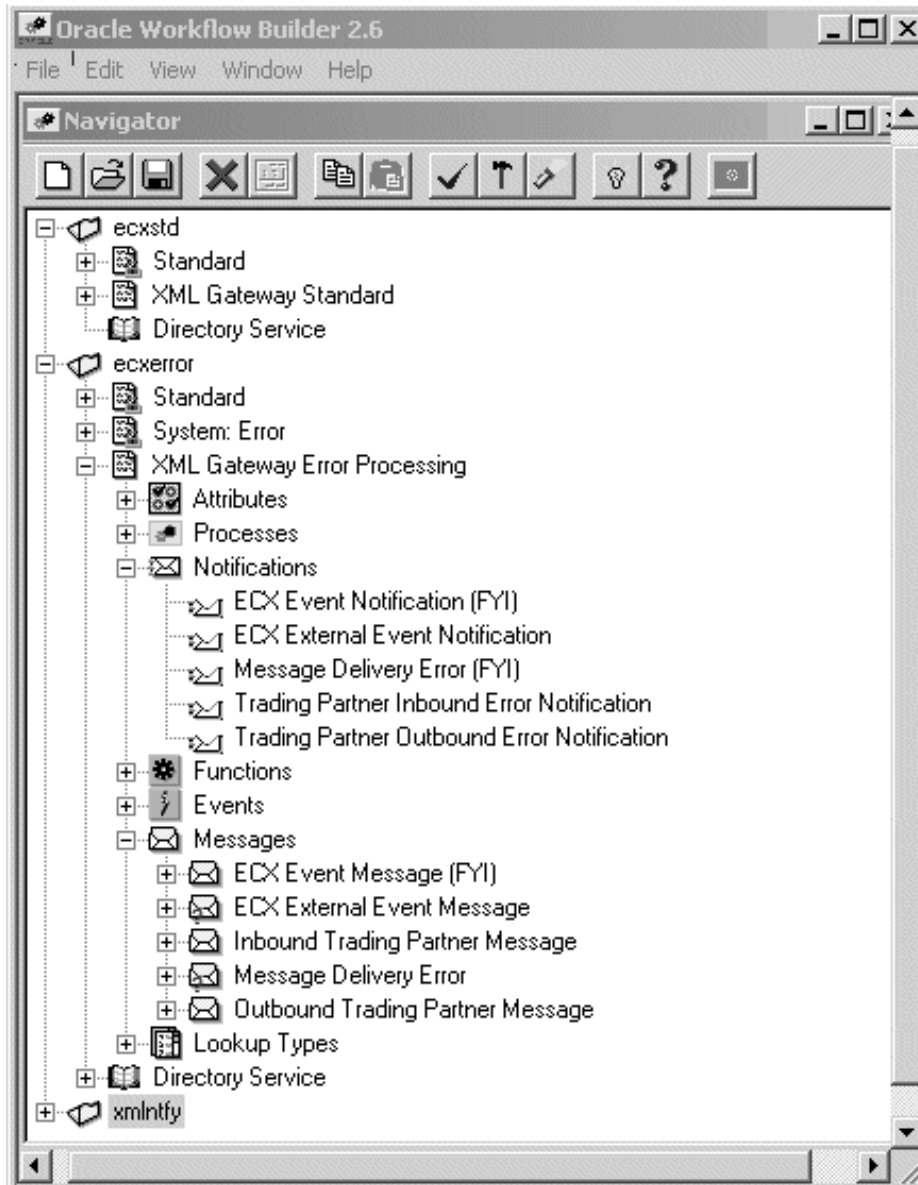 Oracle Workflow Builder 2.6
File Edit View Window Help
Navigator
ecxstd
Standard
XML Gateway Standard
Directory Service
ecxerror
Standard
System: Error
XML Gateway Error Processing
Attributes
Processes
Notifications
ECX Event Notification (FYI)
ECX External Event Notification
Message Delivery Error (FYI)
Trading Partner Inbound Error Notification
Trading Partner Outbound Error Notification
Functions
Events
Messages
ECX Event Message (FYI)
ECX External Event Message
Inbound Trading Partner Message
Message Delivery Error
Outbound Trading Partner Message
Lookup Types
Directory Service
xmlntfy